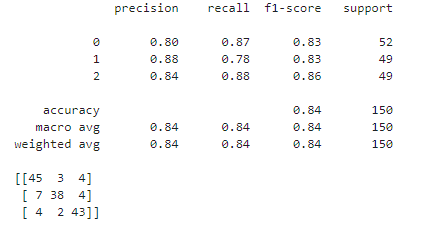 precision recall f1-score support
0 0.80 0.87 0.83 52
1 0.88 0.78 0.83 49
2 0.84 0.88 0.86 49
accuracy 0.84 150
macro avg 0.84 0.84 0.84 150
weighted avg 0.84 0.84 0.84 150
[[45 3 4]
[ 7 38 4]
[ 4 2 43]]